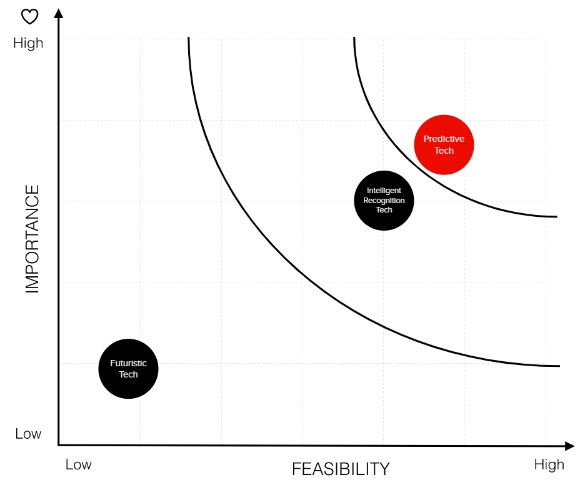 High
Predictive
Tech
Intelligent
Recognition
Tech
IMPORTANCE
Futuristic
Tech
Low
Low
FEASIBILITY
High